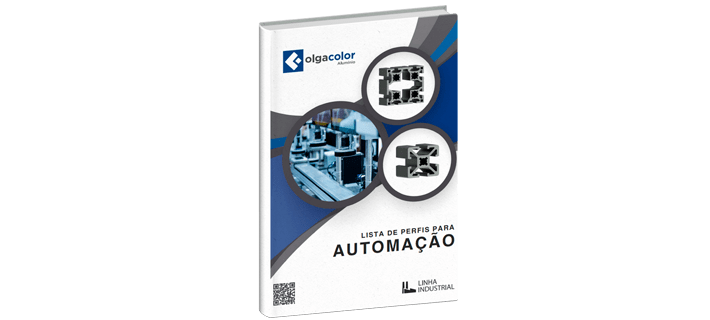 olgacolor
Alumínio
LISTA DE PERFIS PARA
AUTOMAÇÃO
LINHA
INDUSTRIAL